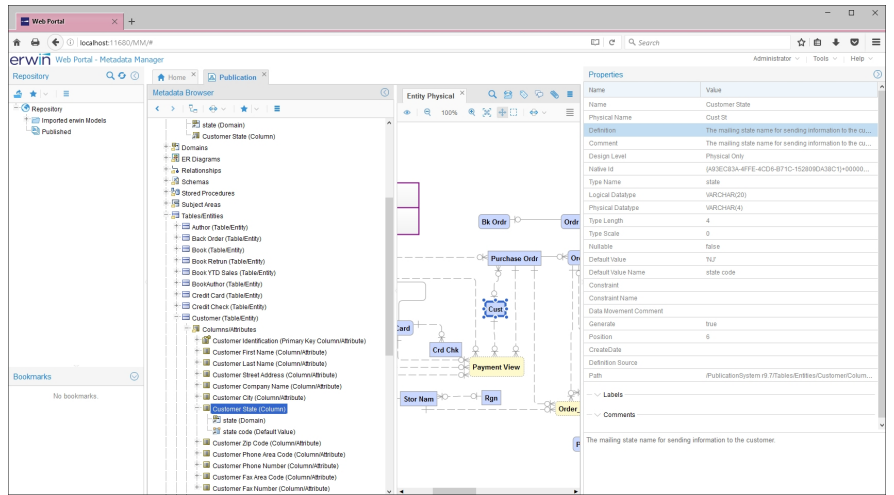 Web Portal
localhost:11680/MM/#
Search
erwin Web Portal - Metadata Manager
Administrator
Tools
Help
Repository
Repository
Imported erwin Models
Published
Bookmarks
No bookmarks.
Home
Publication
Metadata Browser
state (Domain)
Customer State (Column)
Domains
ER Diagrams
Relationships
Schemas
Stored Procedures
Subject Areas
Tables/Entities
Author (Table/Entity)
Back Order (Table/Entity)
Book (Table/Entity)
Book Retrun (Table/Entity)
Book YTD Sales (Table/Entity)
BookAuthor (Table/Entity)
Credit Card (Table/Entity)
Credit Check (Table/Entity)
Customer (Table/Entity)
Columns/Attributes
Customer Identification (Primary Key Column/Attribute)
Customer First Name (Column/Attribute)
Customer Last Name (Column/Attribute)
Customer Street Address (Column/Attribute)
Customer Company Name (Column/Attribute)
Customer City (Column/Attribute)
Customer State (Column)
state (Domain)
state code (Default Value)
Customer Zip Code (Column/Attribute)
Customer Phone Area Code (Column/Attribute)
Customer Phone Number (Column/Attribute)
Customer Fax Area Code (Column/Attribute)
Customer Fax Number (Column/Attribute)
Entity Physical
100%
Bk Ordr
Ordr
Purchase Ordr
Or
Cust
Card
Crd Chk
Payment View
Stor Nam
Rgn
Order_
Properties
Name Value
Name Customer State
Physical Name Cust St
Definition The mailing state name for sending information to the cu...
Comment The mailing state name for sending information to the cu...
Design Level Physical Only
Native Id {A93EC83A-4FFE-4CD6-B71C-152809DA38C1}+00000...
Type Name state
Logical Datatype VARCHAR(20)
Physical Datatype VARCHAR(4)
Type Length 4
Type Scale 0
Nullable false
Default Value 'NJ'
Default Value Name state code
Constraint
Constraint Name
Data Movement Comment
Generate true
Position 6
CreateDate
Definition Source
Path /PublicationSystem r9.7/Tables/Entities/Customer/Colum...
Labels
Comments
The mailing state name for sending information to the customer.